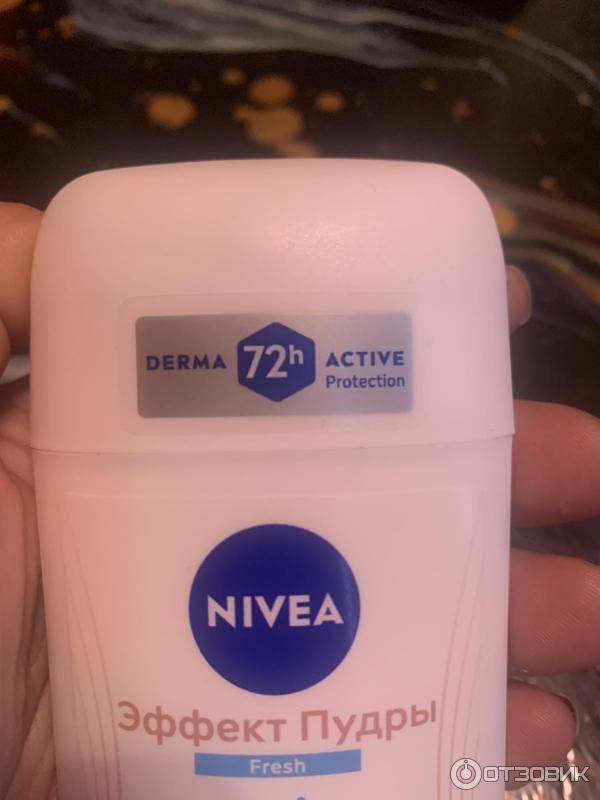 DERMA 72h ACTIVE
Protection
NIVEA
Эффект Пудры
Fresh
ОТЗОВИК